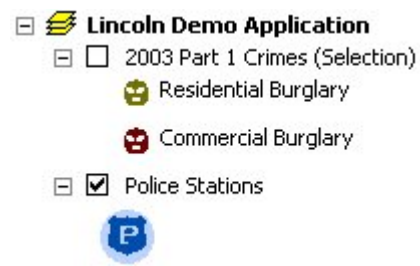 Lincoln Demo Application
2003 Part 1 Crimes (Selection)
Residential Burglary
Commercial Burglary
Police Stations
P